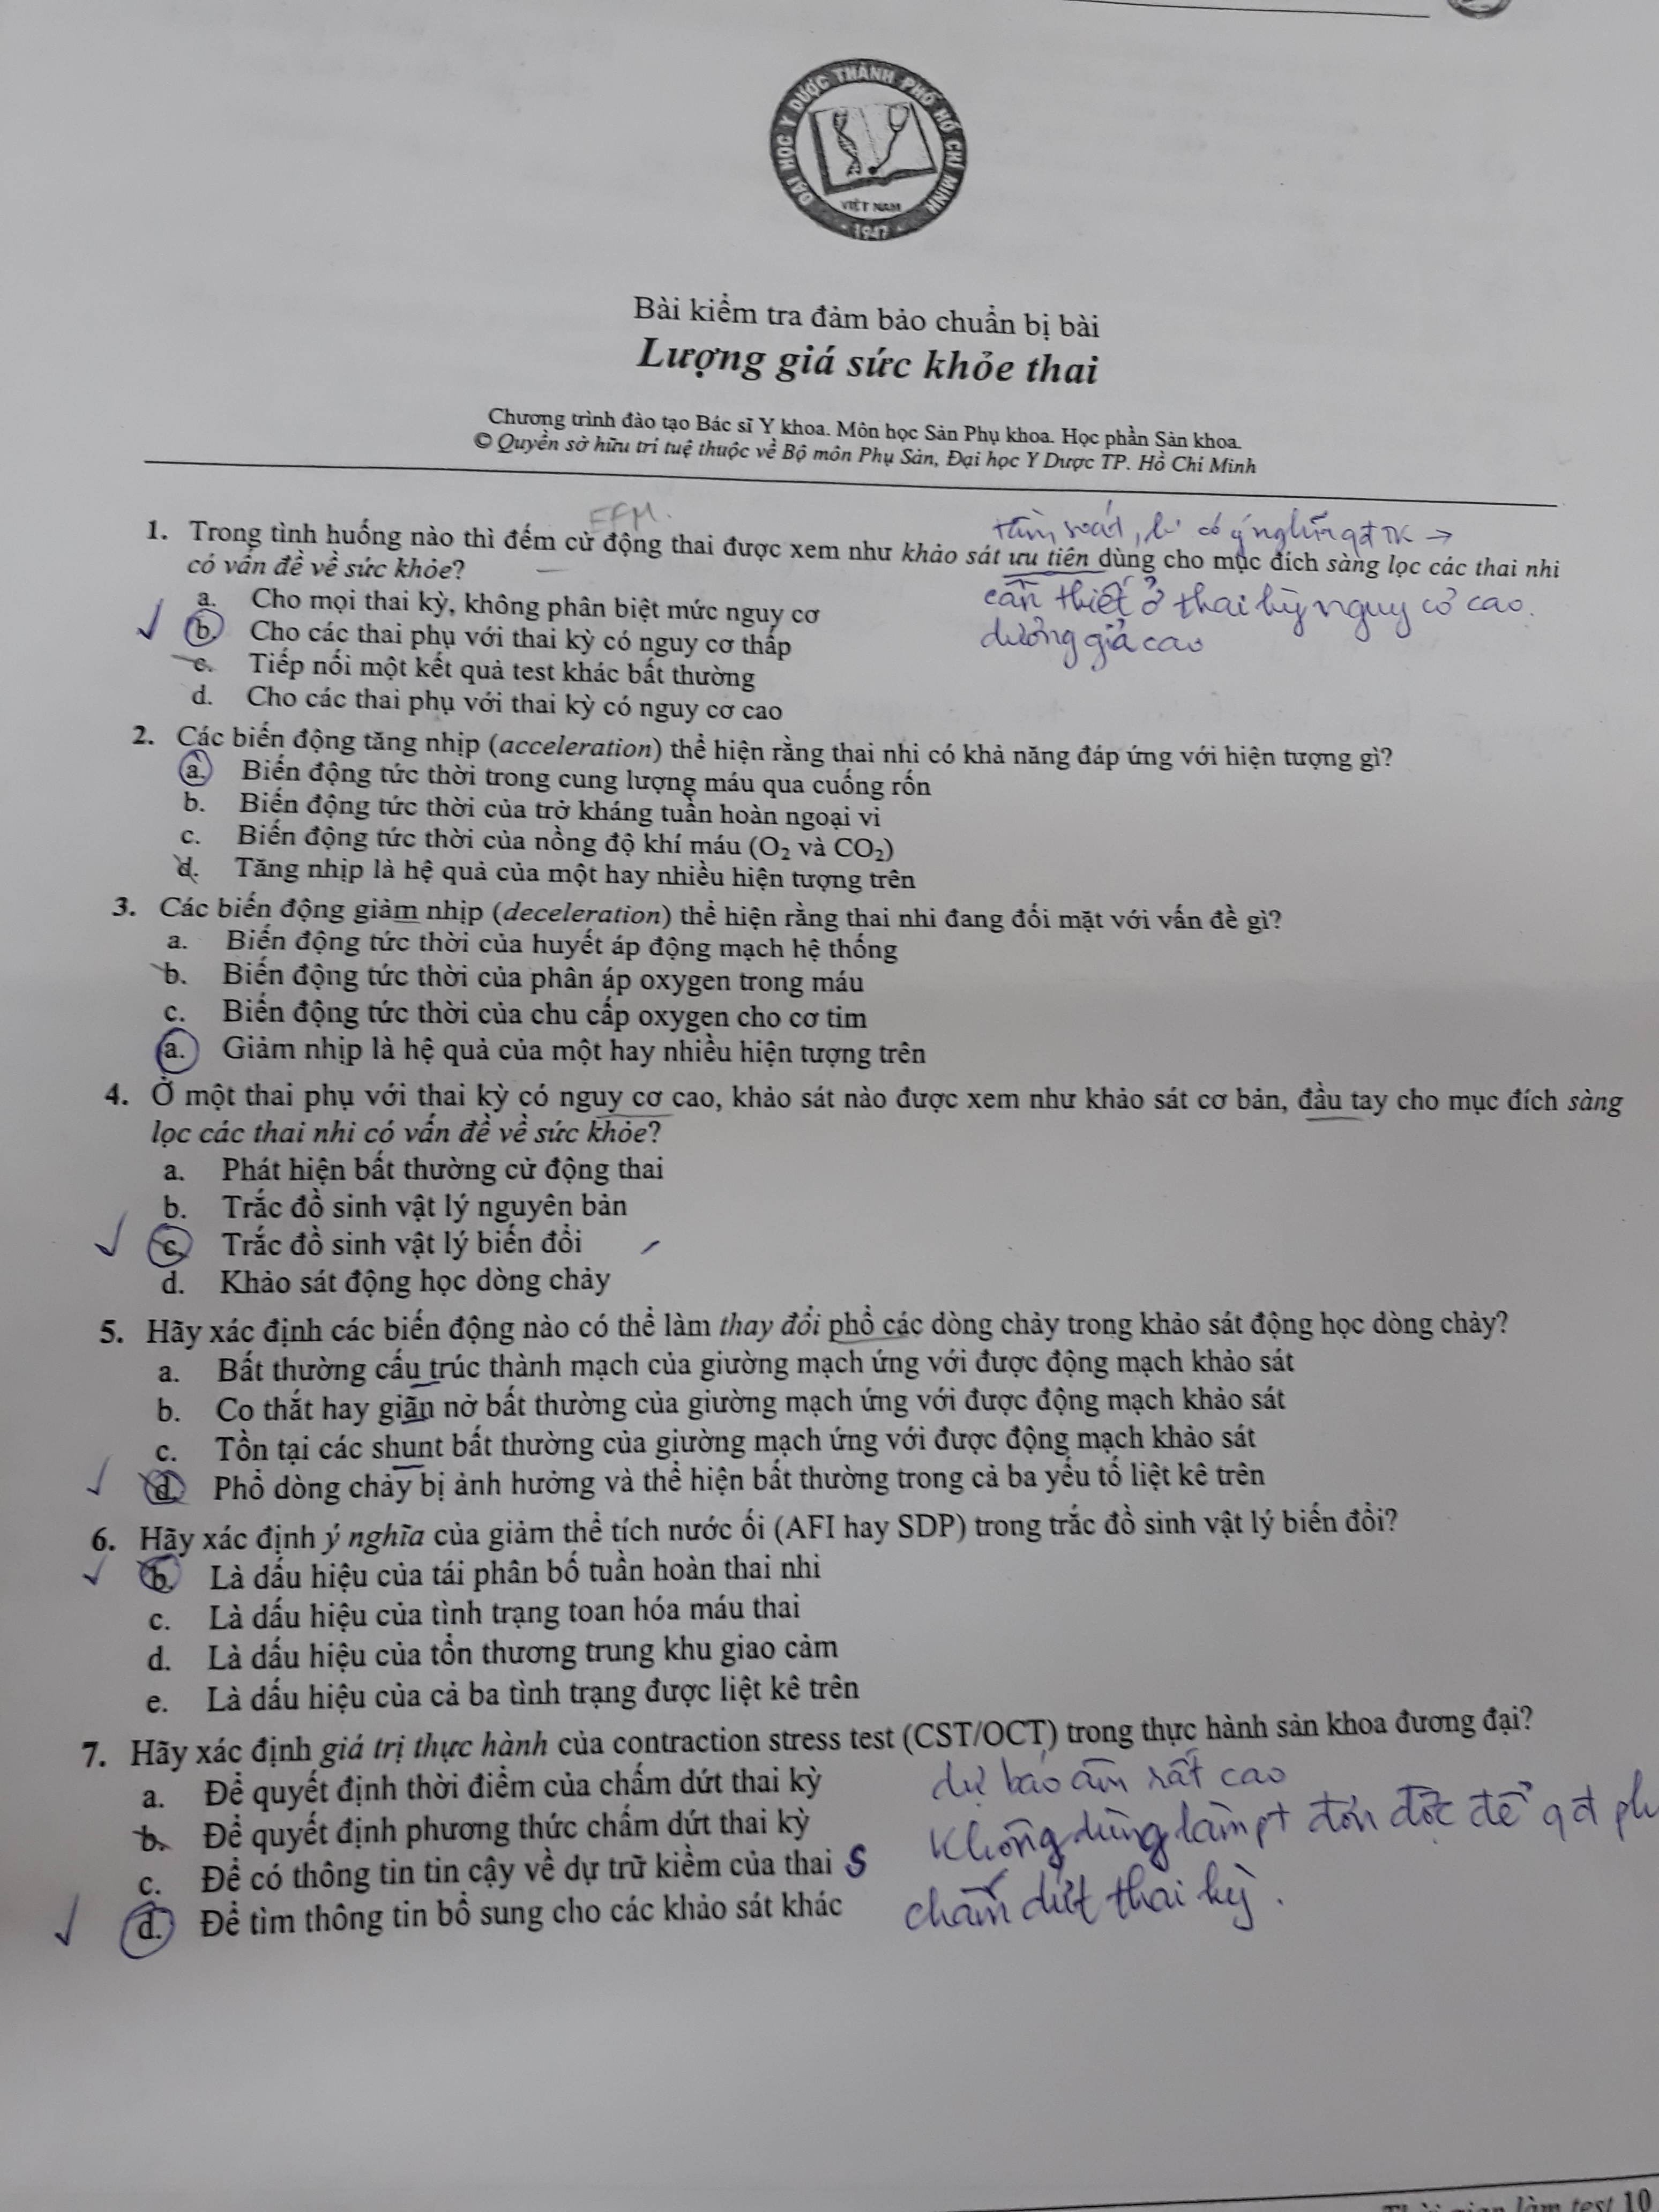 ĐẠI HỌC Y DƯỢC THÀNH PHỐ HỒ CHÍ MINH
VIỆT NAM
1947
Bài kiểm tra đảm bảo chuẩn bị bài
Lượng giá sức khỏe thai
Chương trình đào tạo Bác sĩ Y khoa. Môn học Sản Phụ khoa. Học phần Sản khoa.
© Quyền sở hữu trí tuệ thuộc về Bộ môn Phụ Sản, Đại học Y Dược TP. Hồ Chí Minh
EFM.
tầm soát, có ý nghĩa →
1. Trong tình huống nào thì đếm cử động thai được xem như khảo sát ưu tiên dùng cho mục đích sàng lọc các thai nhi
có vấn đề về sức khỏe?
cần thiết ở thai kỳ nguy cơ cao.
dương giả cao
a. Cho mọi thai kỳ, không phân biệt mức nguy cơ
b. Cho các thai phụ với thai kỳ có nguy cơ thấp
c. Tiếp nối một kết quả test khác bất thường
d. Cho các thai phụ với thai kỳ có nguy cơ cao
2. Các biến động tăng nhịp (acceleration) thể hiện rằng thai nhi có khả năng đáp ứng với hiện tượng gì?
a. Biến động tức thời trong cung lượng máu qua cuống rốn
b. Biến động tức thời của trở kháng tuần hoàn ngoại vi
c. Biến động tức thời của nồng độ khí máu (O₂ và CO₂)
d. Tăng nhịp là hệ quả của một hay nhiều hiện tượng trên
3. Các biến động giảm nhịp (deceleration) thể hiện rằng thai nhi đang đối mặt với vấn đề gì?
a. Biến động tức thời của huyết áp động mạch hệ thống
b. Biến động tức thời của phân áp oxygen trong máu
c. Biến động tức thời của chu cấp oxygen cho cơ tim
a. Giảm nhịp là hệ quả của một hay nhiều hiện tượng trên
4. Ở một thai phụ với thai kỳ có nguy cơ cao, khảo sát nào được xem như khảo sát cơ bản, đầu tay cho mục đích sàng
lọc các thai nhi có vấn đề về sức khỏe?
a. Phát hiện bất thường cử động thai
b. Trắc đồ sinh vật lý nguyên bản
c. Trắc đồ sinh vật lý biến đổi
d. Khảo sát động học dòng chảy
5. Hãy xác định các biến động nào có thể làm thay đổi phổ các dòng chảy trong khảo sát động học dòng chảy?
a. Bất thường cấu trúc thành mạch của giường mạch ứng với được động mạch khảo sát
b. Co thắt hay giãn nở bất thường của giường mạch ứng với được động mạch khảo sát
c. Tồn tại các shunt bất thường của giường mạch ứng với được động mạch khảo sát
d. Phổ dòng chảy bị ảnh hưởng và thể hiện bất thường trong cả ba yếu tố liệt kê trên
6. Hãy xác định ý nghĩa của giảm thể tích nước ối (AFI hay SDP) trong trắc đồ sinh vật lý biến đổi?
b. Là dấu hiệu của tái phân bố tuần hoàn thai nhi
c. Là dấu hiệu của tình trạng toan hóa máu thai
d. Là dấu hiệu của tổn thương trung khu giao cảm
e. Là dấu hiệu của cả ba tình trạng được liệt kê trên
7. Hãy xác định giá trị thực hành của contraction stress test (CST/OCT) trong thực hành sản khoa đương đại?
a. Để quyết định thời điểm của chấm dứt thai kỳ
b. Để quyết định phương thức chấm dứt thai kỳ
c. Để có thông tin tin cậy về dự trữ kiềm của thai S
d. Để tìm thông tin bổ sung cho các khảo sát khác
dự báo âm rất cao
Không dùng làm pt đơn độc để qđ
chấm dứt thai kỳ.
làm test 10